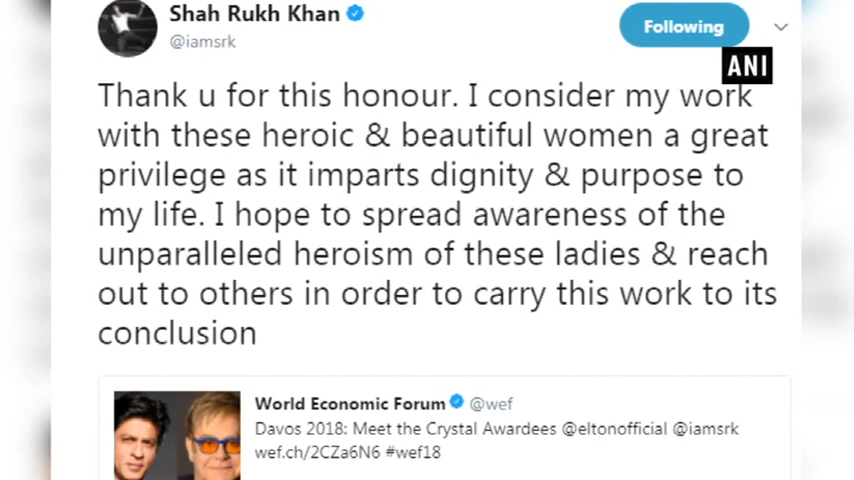 Shah Rukh Khan
@iamsrk
Following
ANI
Thank u for this honour. I consider my work
with these heroic & beautiful women a great
privilege as it imparts dignity & purpose to
my life. I hope to spread awareness of the
unparalleled heroism of these ladies & reach
out to others in order to carry this work to its
conclusion
World Economic Forum @wef
Davos 2018: Meet the Crystal Awardees @eltonofficial @iamsrk
wef.ch/2CZa6N6 #wef18